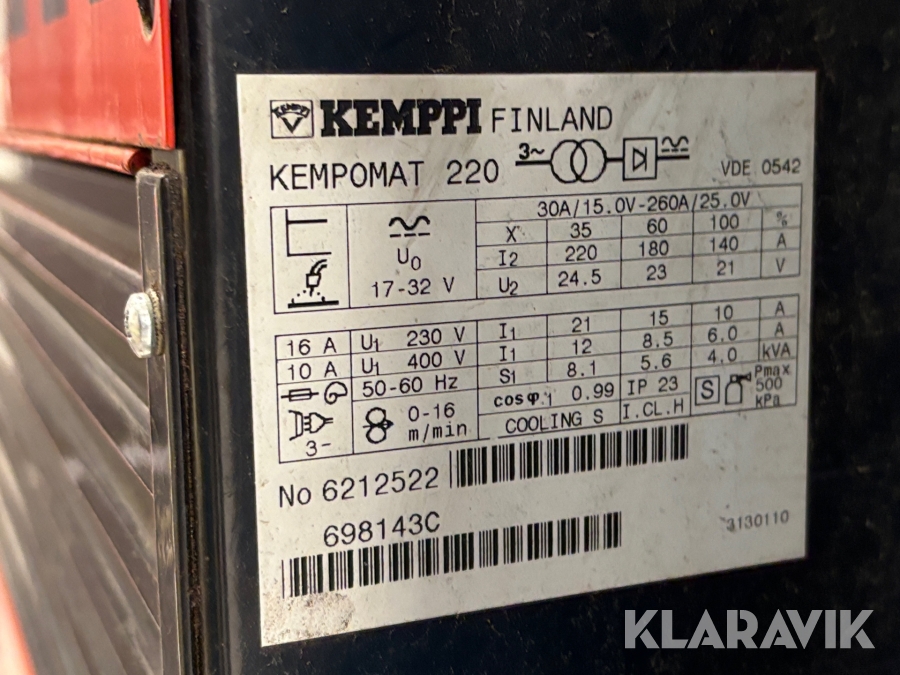 KEMPPI FINLAND
KEMPOMAT 220 3~ VDE 0542
30A/15.0V-260A/25.0V
X 35 60 100 %
U0 I2 220 180 140 A
17-32 V U2 24.5 23 21 V
16 A U1 230 V I1 21 15 10 A
10 A U1 400 V I1 12 8.5 6.0 A
50-60 Hz S1 8.1 5.6 4.0 kVA
3~ 0-16 m/min cos φ 1 0.99 IP 23 S Pmax 500 kPa
COOLING S I.CL.H
No 6212522
698143C
3130110
KLARAVIK